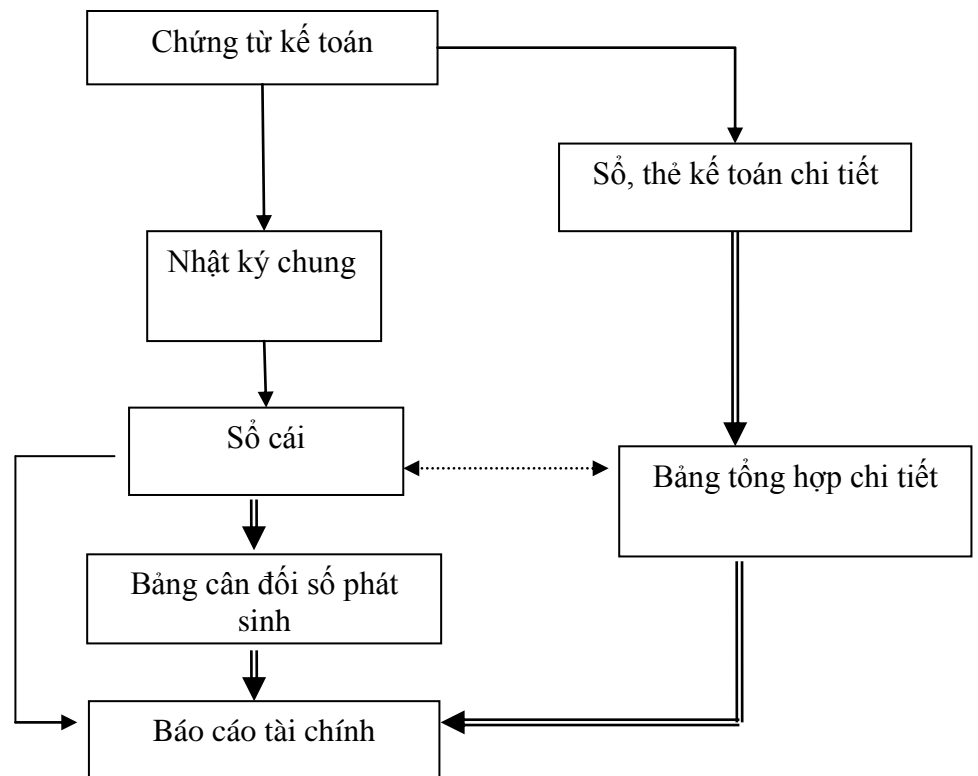 Chứng từ kế toán
Sổ, thẻ kế toán chi tiết
Nhật ký chung
Sổ cái
Bảng tổng hợp chi tiết
Bảng cân đối số phát
sinh
Báo cáo tài chính